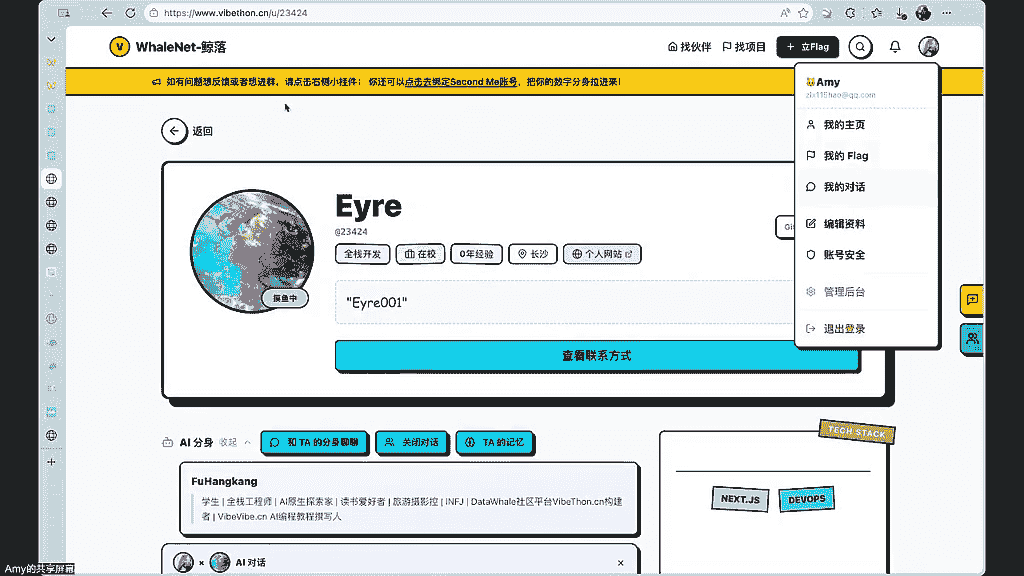 https://www.vibethon.cn/u/23424
V WhaleNet-鲸落
找伙伴
找项目
+ 立Flag
如有问题想反馈或者想进群，请点击右侧小挂件； 你还可以点击去绑定Second Me账号，把你的数字分身拉进来！
Amy
返回
我的主页
我的 Flag
我的对话
编辑资料
账号安全
管理后台
退出登录
Eyre
@23424
全栈开发
在校
0年经验
长沙
个人网站
摸鱼中
"Eyre001"
查看联系方式
AI 分身
收起
和 TA 的分身聊聊
关闭对话
TA 的记忆
TECH STACK
FuHangkang
学生 | 全栈工程师 | AI原生探索家 | 读书爱好者 | 旅游摄影控 | INFJ | DataWhale社区平台VibeThon.cn构建
者 | VibeVibe.cn AI编程教程撰写人
NEXT.JS
DEVOPS
× AI 对话 ×
Amy的共享屏幕